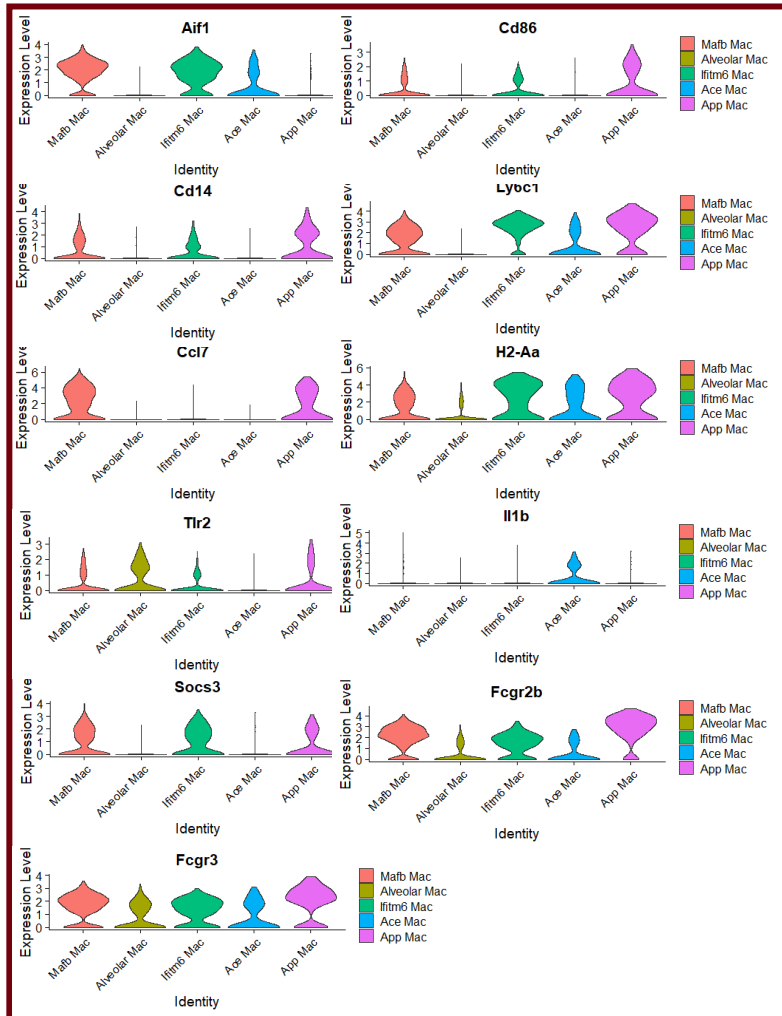 Aif1
Expression Level
4
3
2
1
0
Mafb Mac
Alveolar Mac
Ifitm6 Mac
Ace Mac
App Mac
Identity
Cd86
Expression Level
3
2
1
0
Mafb Mac
Alveolar Mac
Ifitm6 Mac
Ace Mac
App Mac
Identity
Mafb Mac
Alveolar Mac
Ifitm6 Mac
Ace Mac
App Mac
Cd14
Expression Level
4
3
2
1
0
Mafb Mac
Alveolar Mac
Ifitm6 Mac
Ace Mac
App Mac
Identity
Ly6c1
Expression Level
4
3
2
1
0
Mafb Mac
Alveolar Mac
Ifitm6 Mac
Ace Mac
App Mac
Identity
Mafb Mac
Alveolar Mac
Ifitm6 Mac
Ace Mac
App Mac
Ccl7
Expression Level
6
4
2
0
Mafb Mac
Alveolar Mac
Ifitm6 Mac
Ace Mac
App Mac
Identity
H2-Aa
Expression Level
6
4
2
0
Mafb Mac
Alveolar Mac
Ifitm6 Mac
Ace Mac
App Mac
Identity
Mafb Mac
Alveolar Mac
Ifitm6 Mac
Ace Mac
App Mac
Tlr2
Expression Level
3
2
1
0
Mafb Mac
Alveolar Mac
Ifitm6 Mac
Ace Mac
App Mac
Identity
Il1b
Expression Level
5
4
3
2
1
0
Mafb Mac
Alveolar Mac
Ifitm6 Mac
Ace Mac
App Mac
Identity
Mafb Mac
Alveolar Mac
Ifitm6 Mac
Ace Mac
App Mac
Socs3
Expression Level
4
3
2
1
0
Mafb Mac
Alveolar Mac
Ifitm6 Mac
Ace Mac
App Mac
Identity
Fcgr2b
Expression Level
4
3
2
1
0
Mafb Mac
Alveolar Mac
Ifitm6 Mac
Ace Mac
App Mac
Identity
Mafb Mac
Alveolar Mac
Ifitm6 Mac
Ace Mac
App Mac
Fcgr3
Expression Level
4
3
2
1
0
Mafb Mac
Alveolar Mac
Ifitm6 Mac
Ace Mac
App Mac
Identity
Mafb Mac
Alveolar Mac
Ifitm6 Mac
Ace Mac
App Mac